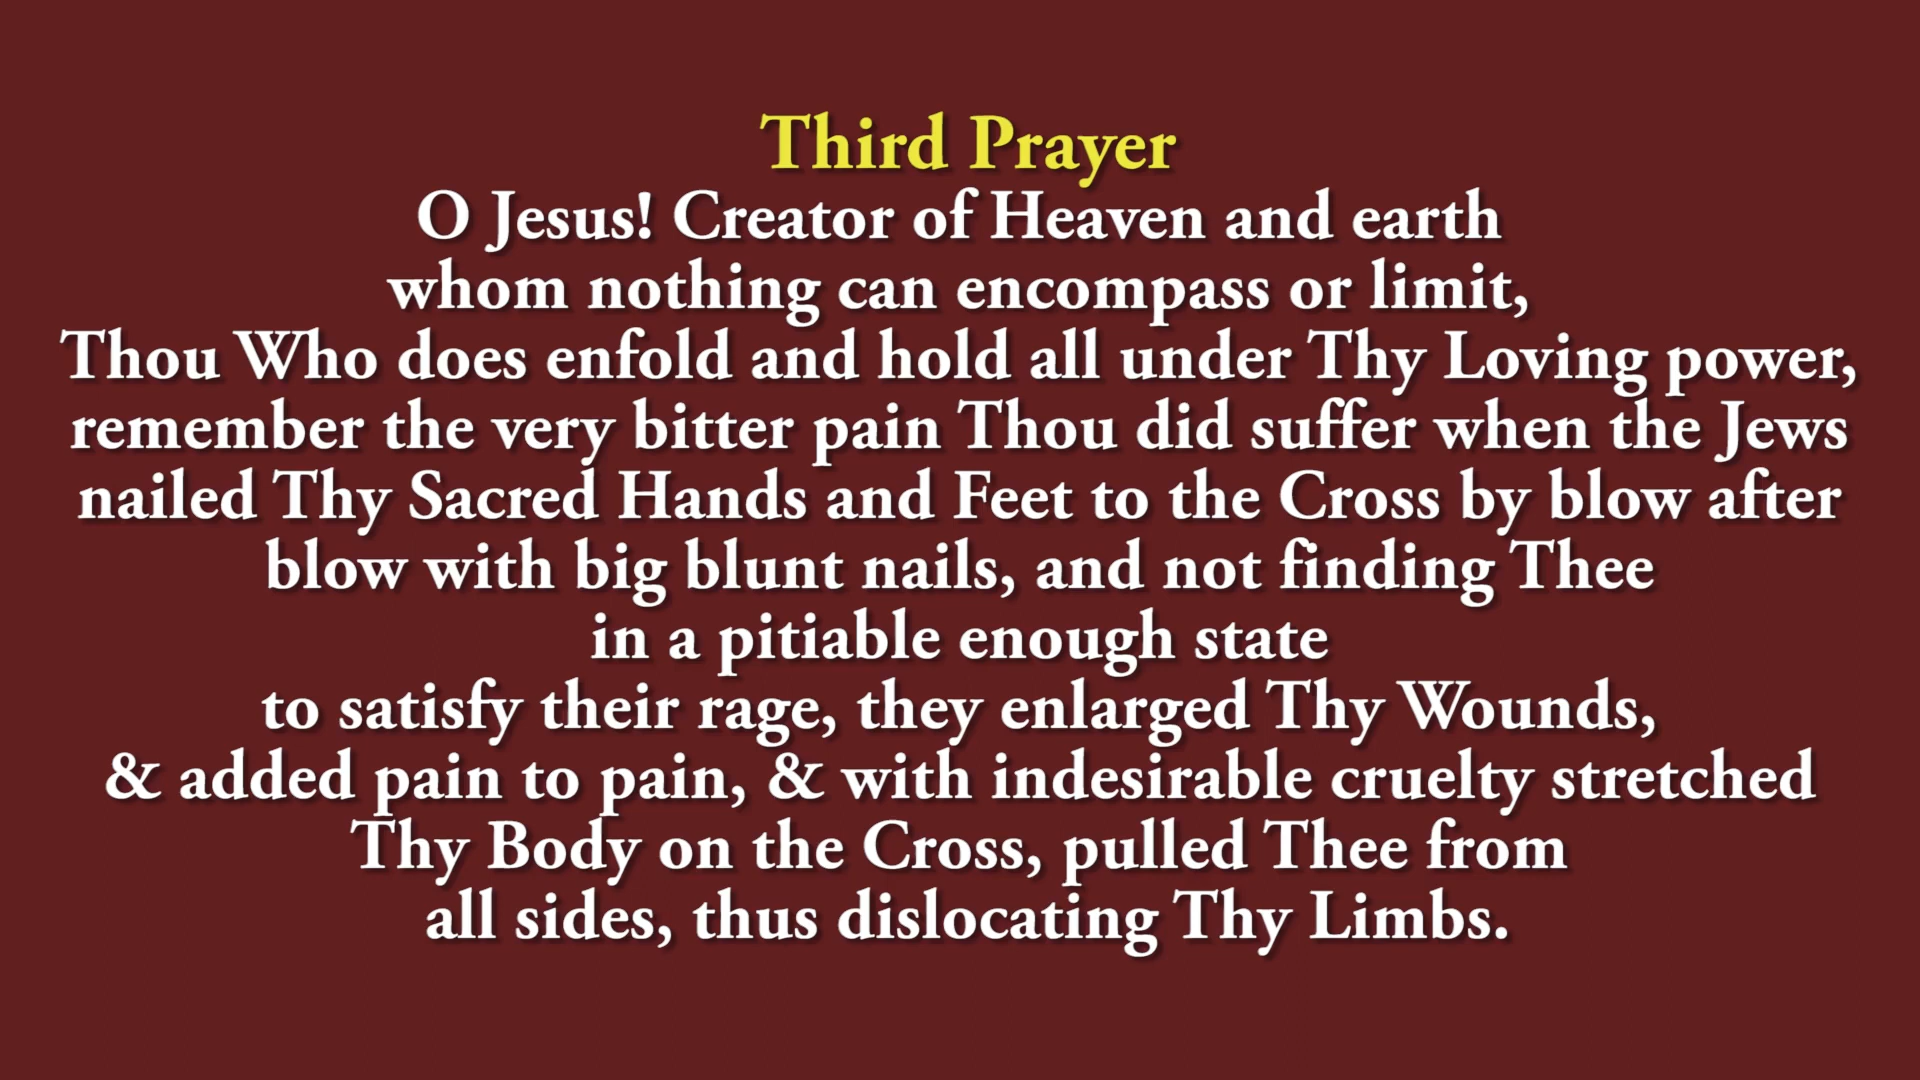 Third Prayer
O Jesus! Creator of Heaven and earth
whom nothing can encompass or limit,
Thou Who does enfold and hold all under Thy Loving power,
remember the very bitter pain Thou did suffer when the Jews
nailed Thy Sacred Hands and Feet to the Cross by blow after
blow with big blunt nails, and not finding Thee
in a pitiable enough state
to satisfy their rage, they enlarged Thy Wounds,
& added pain to pain, & with indesirable cruelty stretched
Thy Body on the Cross, pulled Thee from
all sides, thus dislocating Thy Limbs.